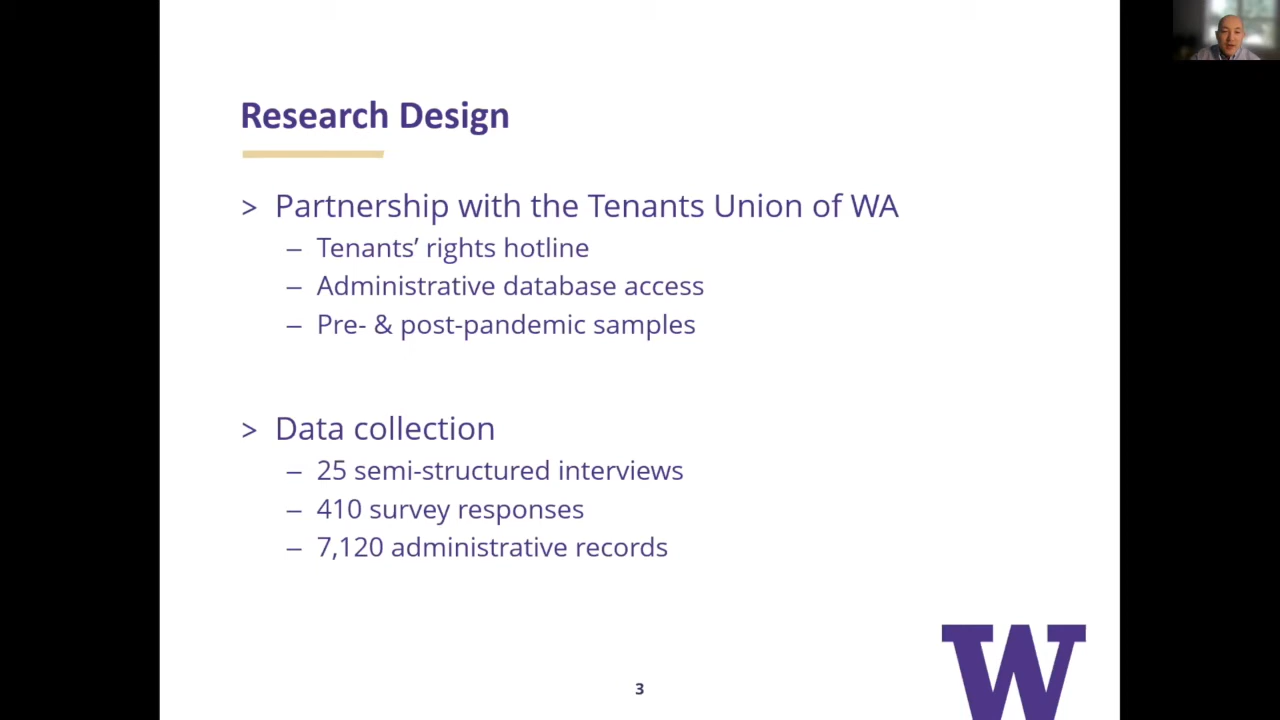 Research Design
> Partnership with the Tenants Union of WA
– Tenants’ rights hotline
– Administrative database access
– Pre- & post-pandemic samples
> Data collection
– 25 semi-structured interviews
– 410 survey responses
– 7,120 administrative records
W
3